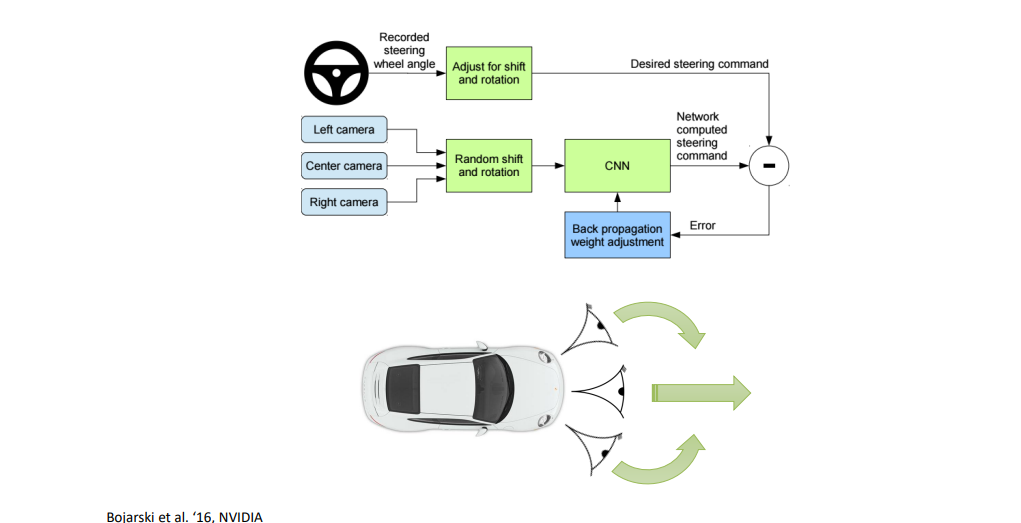 Recorded
steering
wheel angle
Adjust for shift
and rotation
Desired steering command
Left camera
Center camera
Right camera
Random shift
and rotation
CNN
Network
computed
steering
command
-
Back propagation
weight adjustment
Error
Bojarski et al. ‘16, NVIDIA